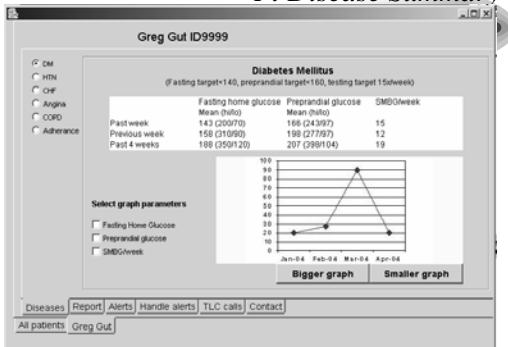 Greg Gut ID9999
DM
HTN
CHF
Angina
COPD
Adherance
Diabetes Mellitus
(Fasting target<140, preprandial target<160, testing target 15x/week)
Fasting home glucose Preprandial glucose SMBG/week
Mean (hi/lo) Mean (hi/lo)
Past week 143 (200/70) 166 (243/97) 15
Previous week 158 (310/90) 198 (277/97) 12
Past 4 weeks 188 (350/120) 207 (398/104) 19
100
90
80
70
60
50
40
30
20
10
0
Jan-04 Feb-04 Mar-04 Apr-04
Select graph parameters
Fasting Home Glucose
Preprandial glucose
SMBG/week
Bigger graph Smaller graph
Diseases Report Alerts Handle alerts TLC calls Contact
All patients Greg Gut